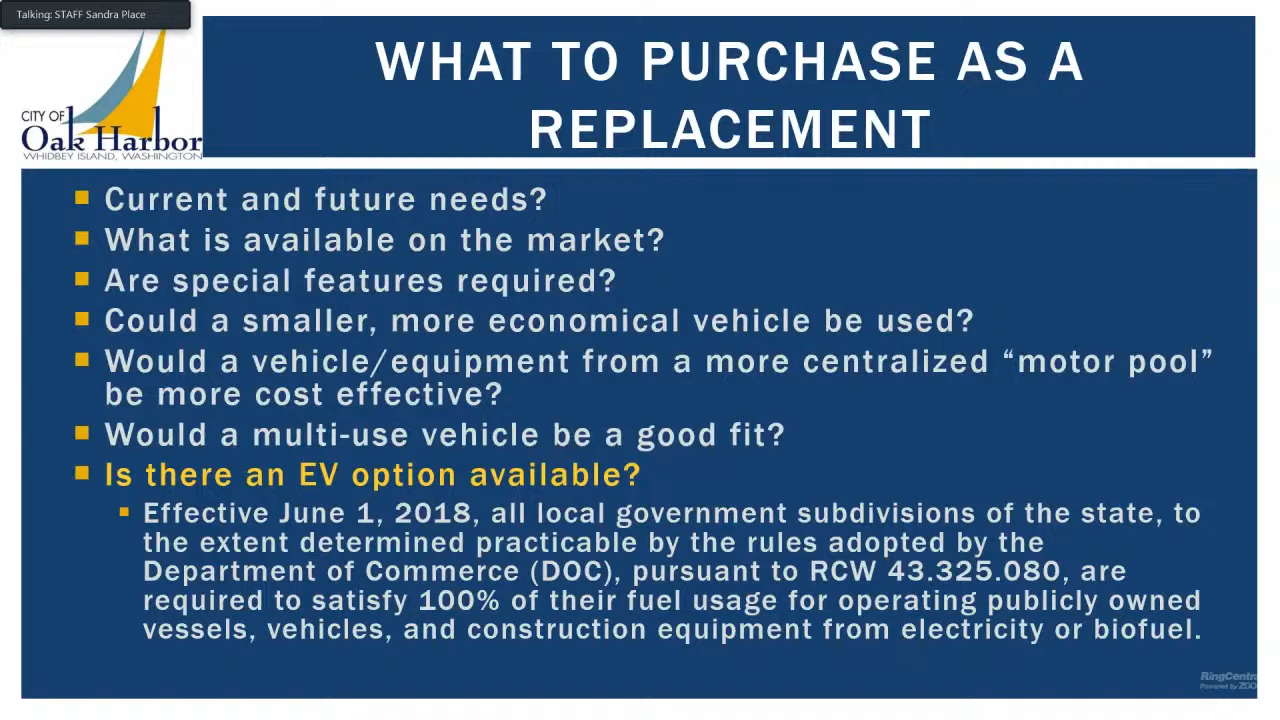 Talking: STAFF Sandra Place
CITY OF
Oak Harbor
WHIDBEY ISLAND, WASHINGTON
WHAT TO PURCHASE AS A
REPLACEMENT
Current and future needs?
What is available on the market?
Are special features required?
Could a smaller, more economical vehicle be used?
Would a vehicle/equipment from a more centralized “motor pool”
be more cost effective?
Would a multi-use vehicle be a good fit?
Is there an EV option available?
Effective June 1, 2018, all local government subdivisions of the state, to
the extent determined practicable by the rules adopted by the
Department of Commerce (DOC), pursuant to RCW 43.325.080, are
required to satisfy 100% of their fuel usage for operating publicly owned
vessels, vehicles, and construction equipment from electricity or biofuel.
RingCentr
Powered by zoo